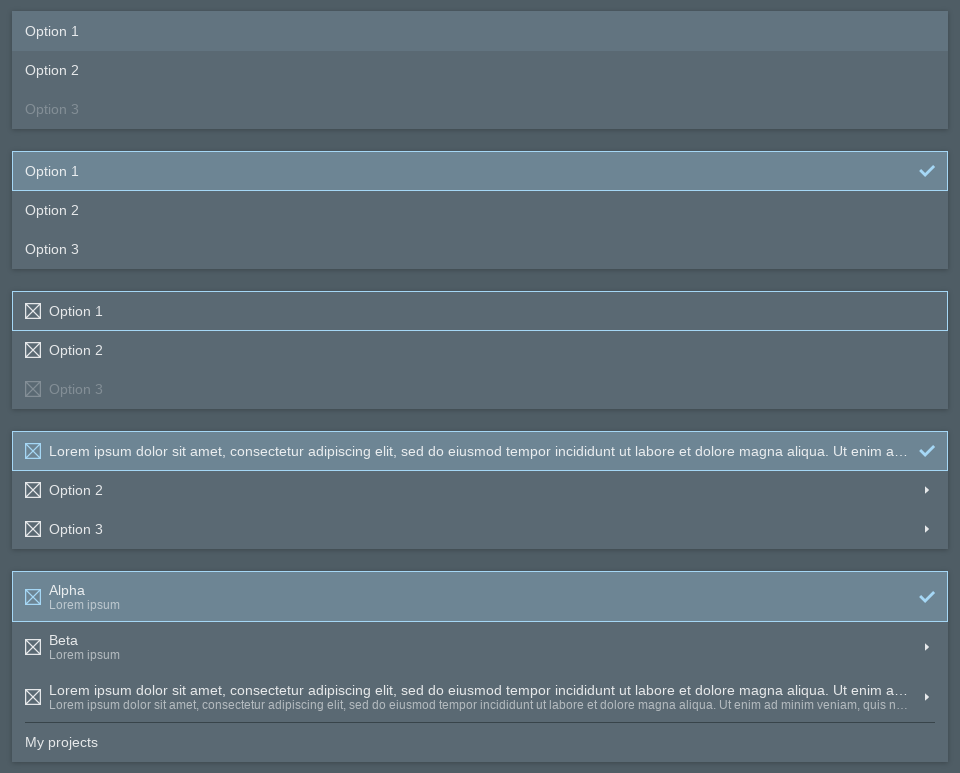 Option 1
Option 2
Option 3
Option 1
Option 2
Option 3
Option 1
Option 2
Option 3
Lorem ipsum dolor sit amet, consectetur adipiscing elit, sed do eiusmod tempor incididunt ut labore et dolore magna aliqua. Ut enim a…
Option 2
Option 3
Alpha
Lorem ipsum
Beta
Lorem ipsum
Lorem ipsum dolor sit amet, consectetur adipiscing elit, sed do eiusmod tempor incididunt ut labore et dolore magna aliqua. Ut enim a…
Lorem ipsum dolor sit amet, consectetur adipiscing elit, sed do eiusmod tempor incididunt ut labore et dolore magna aliqua. Ut enim ad minim veniam, quis n…
My projects